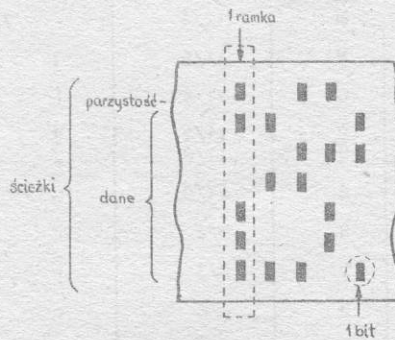 1 ramka
parzystość
ścieżki
dane
1 bit